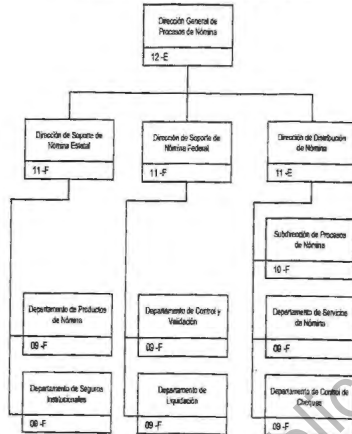 Dirección General de
Procesos de Nómina
12 -E
Dirección de Soporte de
Nómina Estatal
11 -F
Dirección de Soporte de
Nómina Federal
11 -F
Dirección de Distribución
de Nómina
11 -E
Subdirección de Procesos
de Nómina
10 -F
Departamento de Productos
de Nómina
09 -F
Departamento de Control y
Validación
09 -F
Departamento de Servicios
de Nómina
09 -F
Departamento de Seguros
Institucionales
09 -F
Departamento de
Liquidación
09 -F
Departamento de Control de
Cheques
09 -F